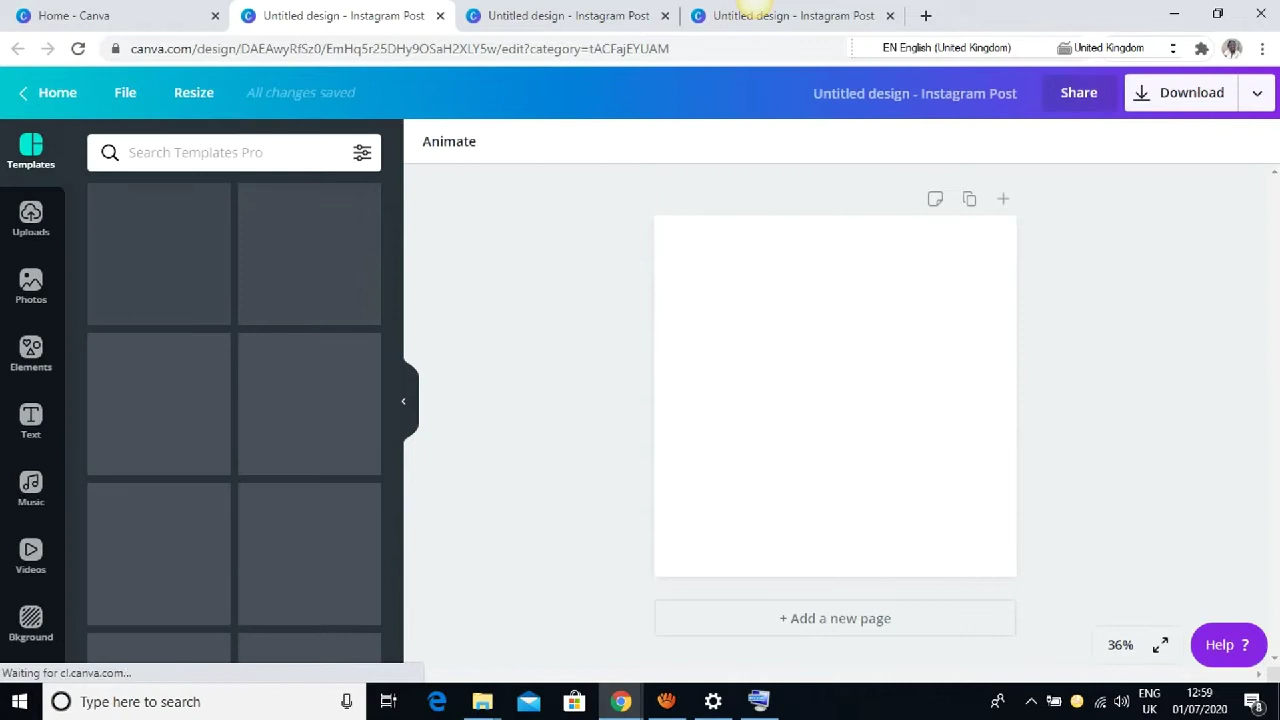 Home - Canva
Untitled design - Instagram Post
Untitled design - Instagram Post
Untitled design - Instagram Post
canva.com/design/DAEAwyRfSz0/EmHq5r25DHy9OSaH2XLY5w/edit?category=tACFajEYUAM
EN English (United Kingdom)
United Kingdom
Home
File
Resize
All changes saved
Untitled design - Instagram Post
Share
Download
Templates
Search Templates Pro
Animate
Uploads
Photos
Elements
Text
Music
Videos
Bkground
+ Add a new page
36%
Help ?
Waiting for cl.canva.com...
Type here to search
ENG
UK
12:59
01/07/2020
8